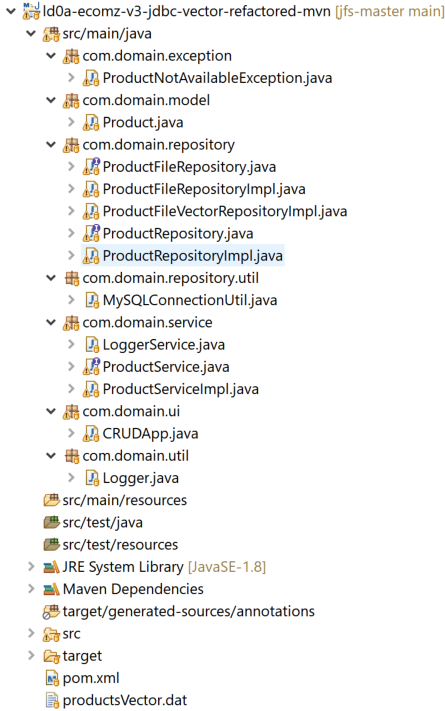 ld0a-ecomz-v3-jdbc-vector-refactored-mvn [jfs-master main]
src/main/java
com.domain.exception
ProductNotAvailableException.java
com.domain.model
Product.java
com.domain.repository
ProductFileRepository.java
ProductFileRepositoryImpl.java
ProductFileVectorRepositoryImpl.java
ProductRepository.java
ProductRepositoryImpl.java
com.domain.repository.util
MySQLConnectionUtil.java
com.domain.service
LoggerService.java
ProductService.java
ProductServiceImpl.java
com.domain.ui
CRUDApp.java
com.domain.util
Logger.java
src/main/resources
src/test/java
src/test/resources
JRE System Library [JavaSE-1.8]
Maven Dependencies
target/generated-sources/annotations
src
target
pom.xml
productsVector.dat